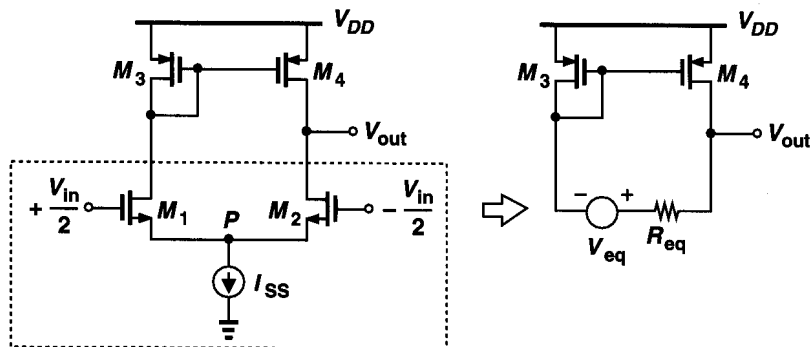 V_DD
M_3
M_4
V_out
+ V_in/2
M_1
P
M_2
− V_in/2
I_SS
V_DD
M_3
M_4
V_out
− +
V_eq
R_eq